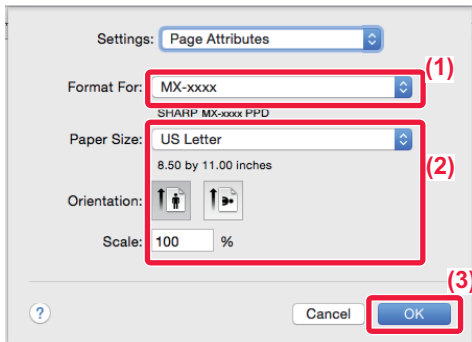 Settings: Page Attributes
(1)
Format For: MX-xxxx
SHARP MX-xxxx PPD
Paper Size: US Letter
(2)
8.50 by 11.00 inches
Orientation:
Scale: 100 %
(3)
? Cancel OK